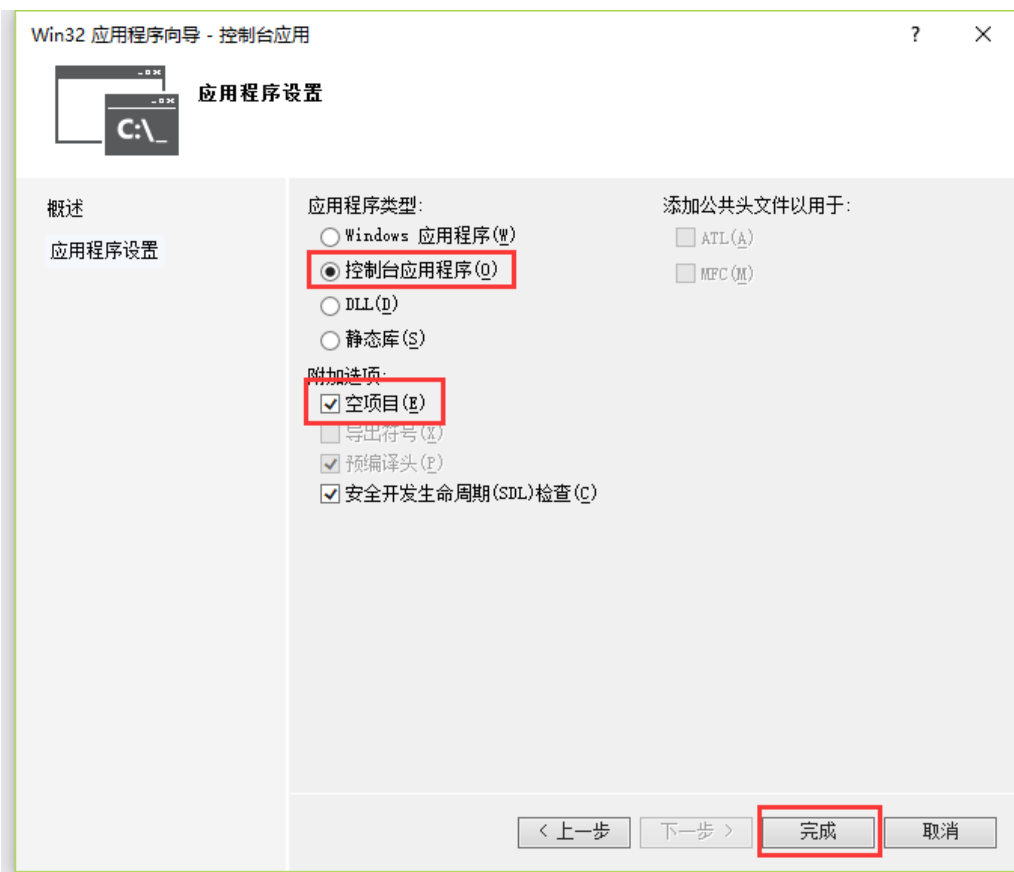 Win32 应用程序向导 - 控制台应用
?
应用程序设置
C:\_
概述
应用程序设置
应用程序类型:
Windows 应用程序(W)
控制台应用程序(O)
DLL(D)
静态库(S)
附加选项:
空项目(E)
导出符号(X)
预编译头(P)
安全开发生命周期(SDL)检查(C)
添加公共头文件以用于:
ATL(A)
MFC(M)
< 上一步
下一步 >
完成
取消